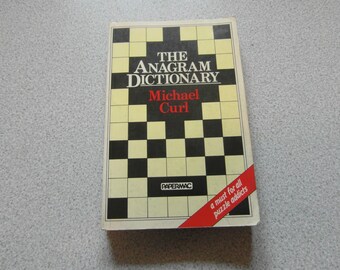 THE
ANAGRAM
DICTIONARY
Michael
Curl
PAPERMAC
a must for all
puzzle addicts